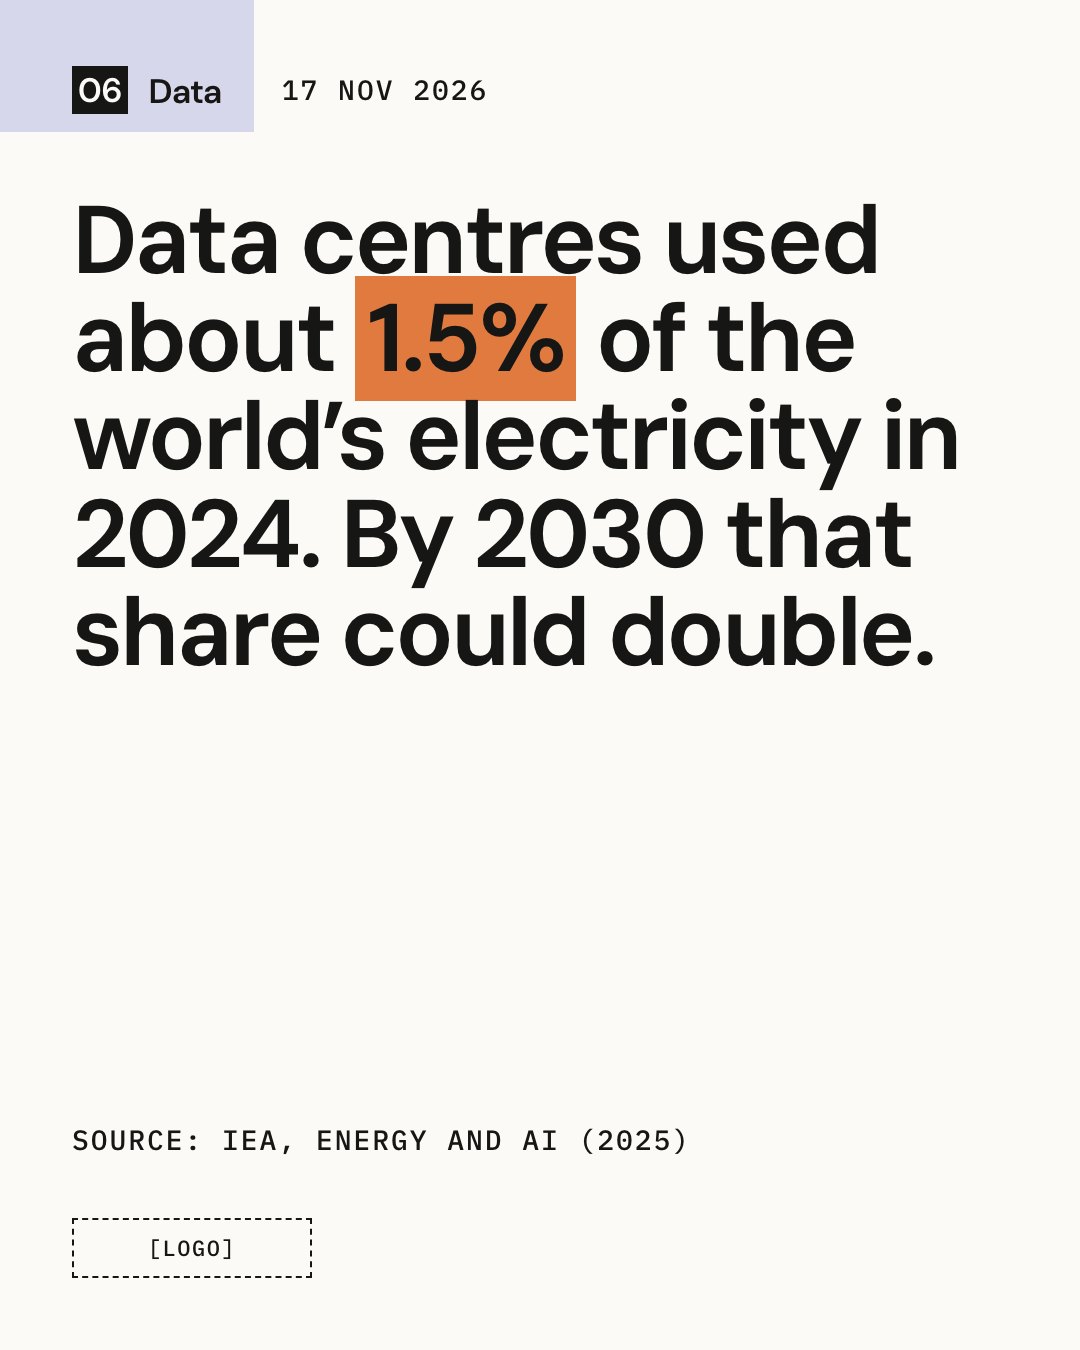 06 Data 17 NOV 2026
Data centres used
about 1.5% of the
world’s electricity in
2024. By 2030 that
share could double.
SOURCE: IEA, ENERGY AND AI (2025)
[LOGO]